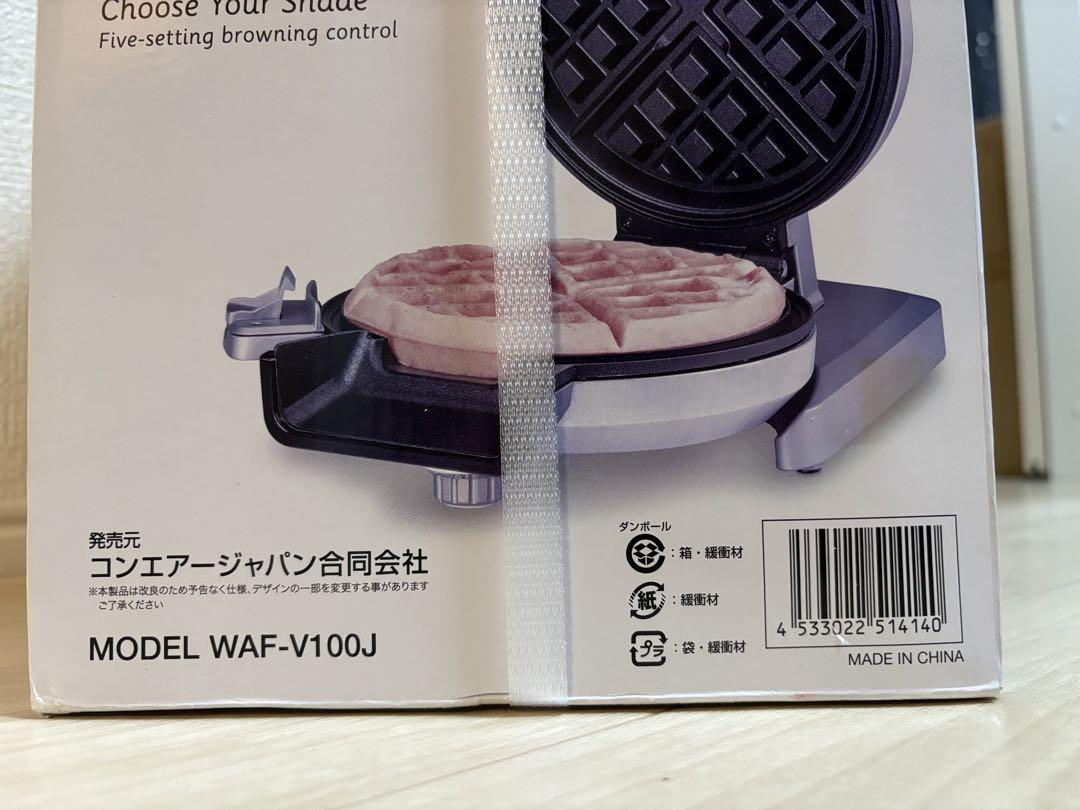 Choose Your Shade
Five-setting browning control
発売元
コンエアージャパン合同会社
※本製品は改良のため予告なく仕様、デザインの一部を変更する事があります
ご了承ください
MODEL WAF-V100J
ダンボール
：箱・緩衝材
紙：緩衝材
プラ：袋・緩衝材
4 533022 514140
MADE IN CHINA